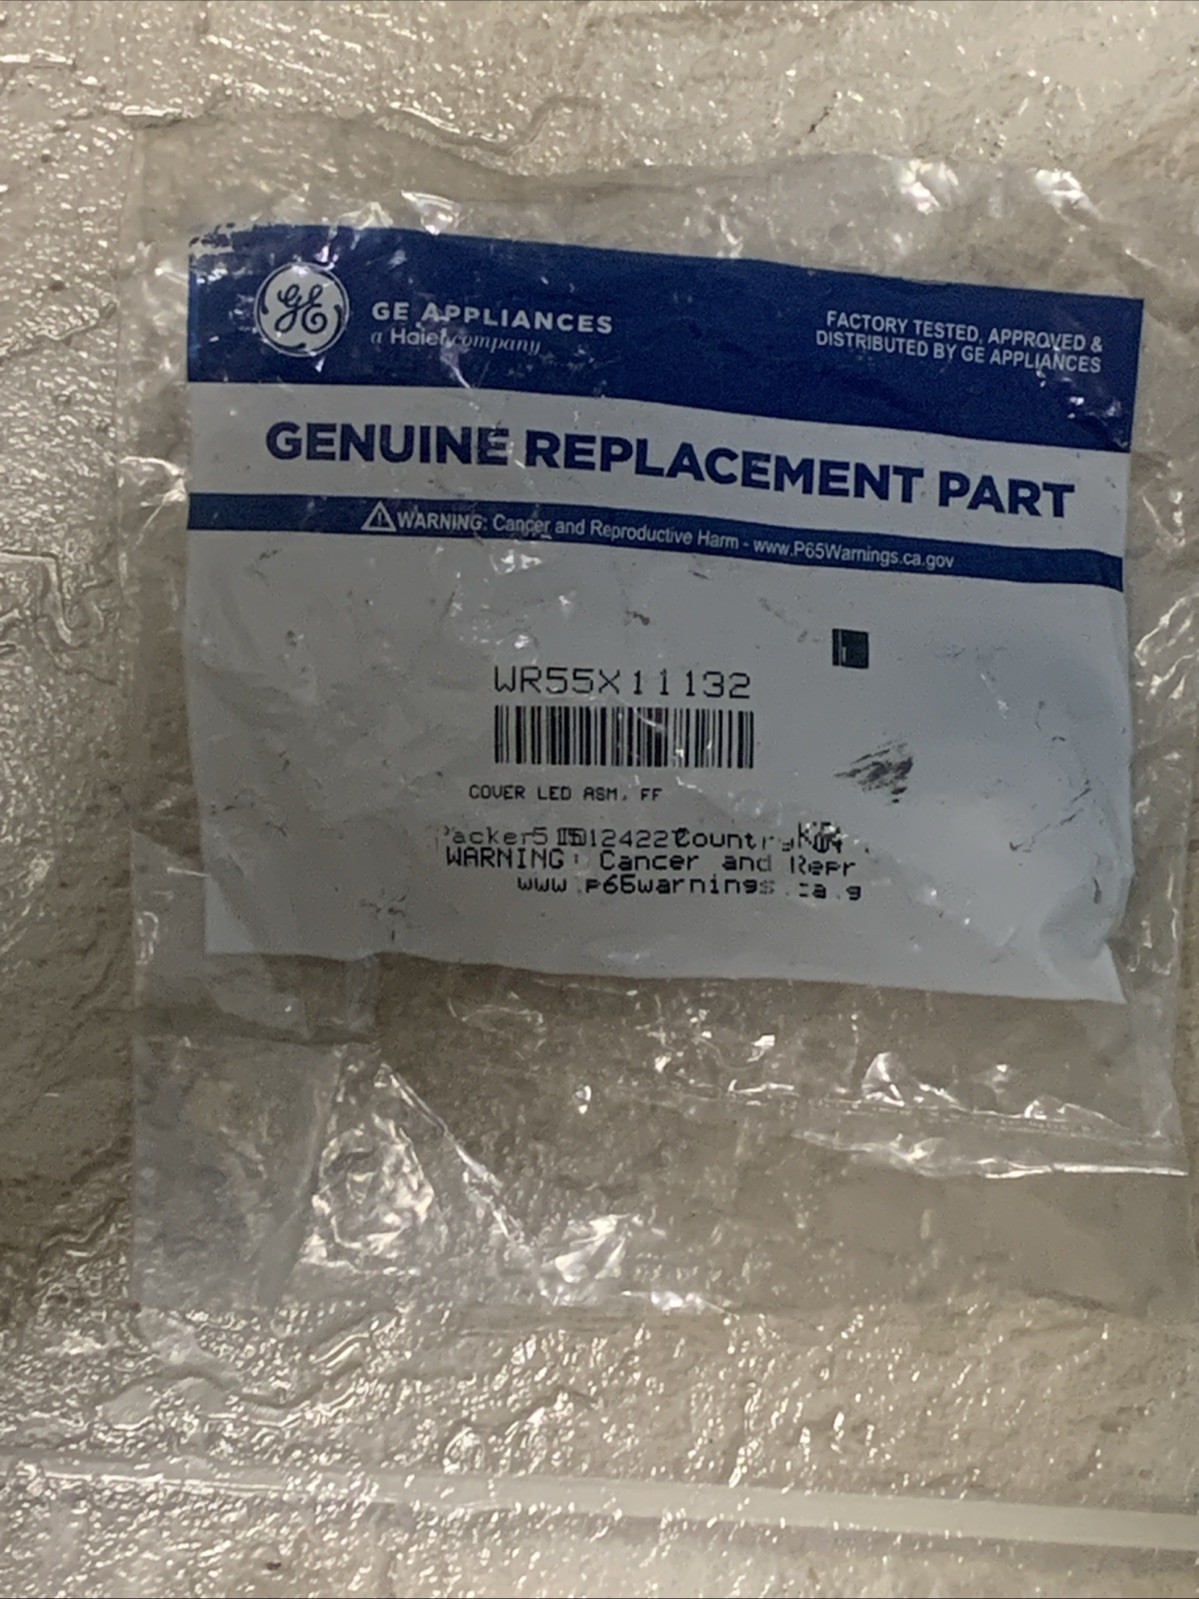 GE
GE APPLIANCES
a Haier company
FACTORY TESTED, APPROVED &
DISTRIBUTED BY GE APPLIANCES
GENUINE REPLACEMENT PART
WARNING: Cancer and Reproductive Harm - www.P65Warnings.ca.gov
WR55X11132
COVER LED ASM, FF
WARNING: Cancer and Repr
www.p65warnings.ca.g